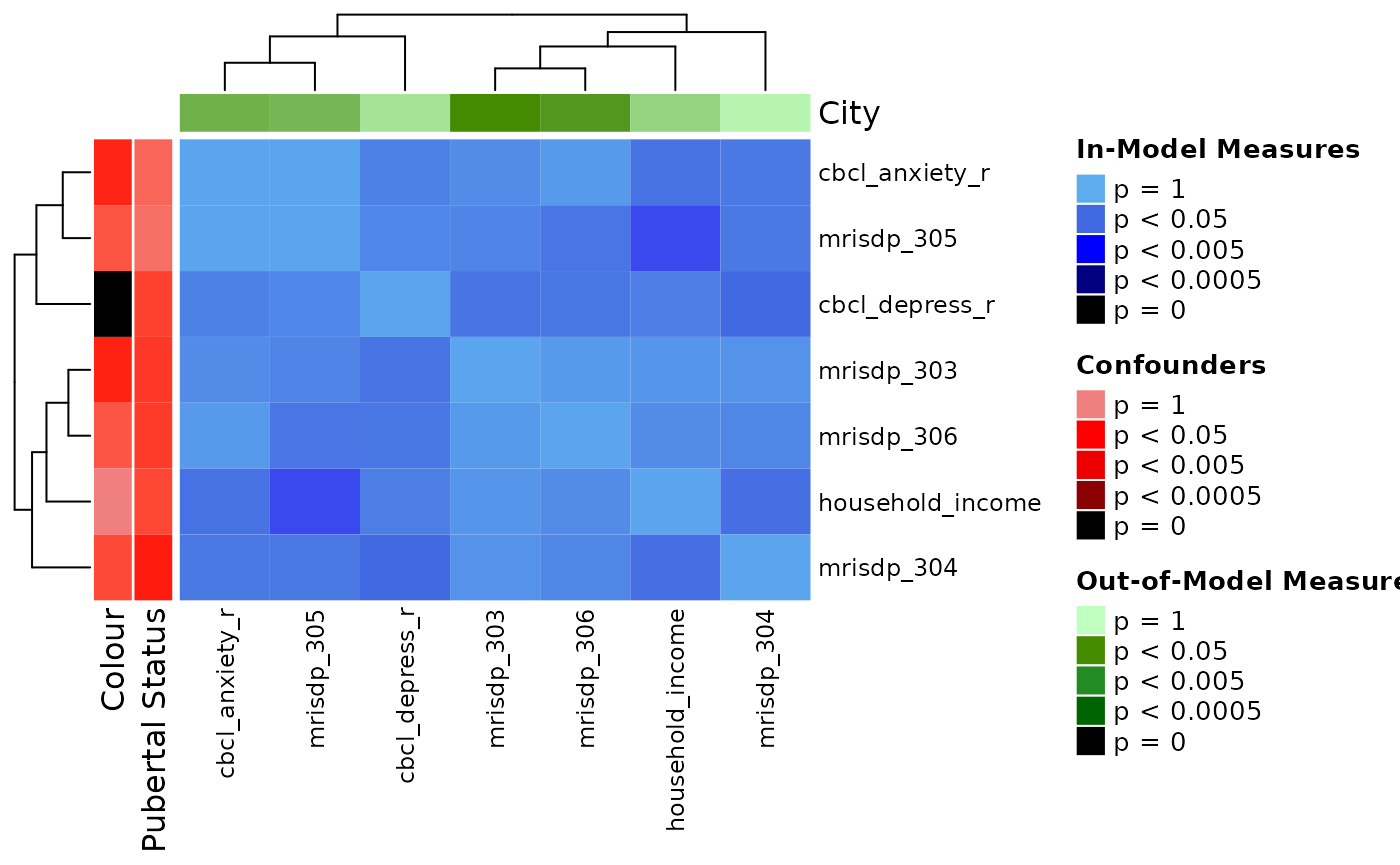 City
cbcl_anxiety_r
mrisdp_305
cbcl_depress_r
mrisdp_303
mrisdp_306
household_income
mrisdp_304
Colour
Pubertal Status
cbcl_anxiety_r
mrisdp_305
cbcl_depress_r
mrisdp_303
mrisdp_306
household_income
mrisdp_304
In-Model Measures
p = 1
p < 0.05
p < 0.005
p < 0.0005
p = 0
Confounders
p = 1
p < 0.05
p < 0.005
p < 0.0005
p = 0
Out-of-Model Measure
p = 1
p < 0.05
p < 0.005
p < 0.0005
p = 0